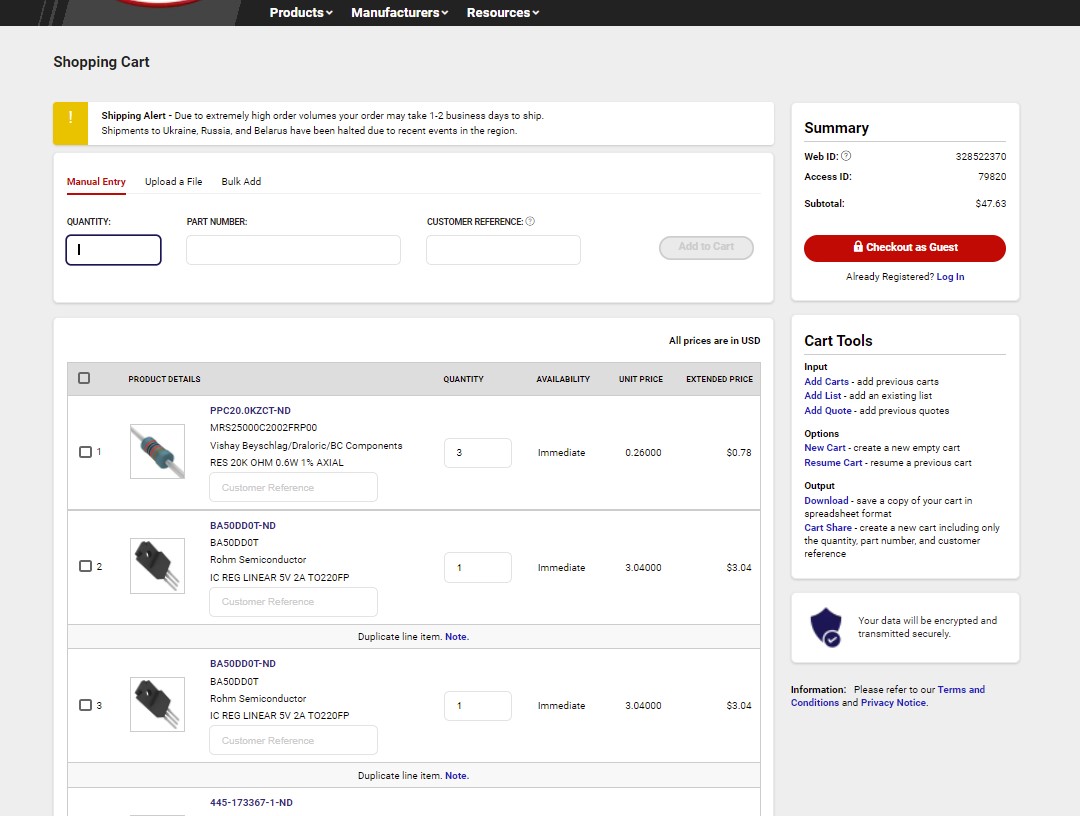 Products Manufacturers Resources
Shopping Cart
!
Shipping Alert - Due to extremely high order volumes your order may take 1-2 business days to ship.
Shipments to Ukraine, Russia, and Belarus have been halted due to recent events in the region.
Manual Entry Upload a File Bulk Add
QUANTITY: PART NUMBER: CUSTOMER REFERENCE: ?
Add to Cart
All prices are in USD
PRODUCT DETAILS QUANTITY AVAILABILITY UNIT PRICE EXTENDED PRICE
PPC20.0KZCT-ND
MRS25000C2002FRP00
Vishay Beyschlag/Draloric/BC Components
1 3 Immediate 0.26000 $0.78
RES 20K OHM 0.6W 1% AXIAL
Customer Reference
BA50DD0T-ND
BA50DD0T
Rohm Semiconductor
2 1 Immediate 3.04000 $3.04
IC REG LINEAR 5V 2A TO220FP
Customer Reference
Duplicate line item. Note.
BA50DD0T-ND
BA50DD0T
Rohm Semiconductor
3 1 Immediate 3.04000 $3.04
IC REG LINEAR 5V 2A TO220FP
Customer Reference
Duplicate line item. Note.
445-173367-1-ND
Summary
Web ID: ? 328522370
Access ID: 79820
Subtotal: $47.63
Checkout as Guest
Already Registered? Log In
Cart Tools
Input
Add Carts - add previous carts
Add List - add an existing list
Add Quote - add previous quotes
Options
New Cart - create a new empty cart
Resume Cart - resume a previous cart
Output
Download - save a copy of your cart in
spreadsheet format
Cart Share - create a new cart including only
the quantity, part number, and customer
reference
Your data will be encrypted and
transmitted securely.
Information: Please refer to our Terms and
Conditions and Privacy Notice.